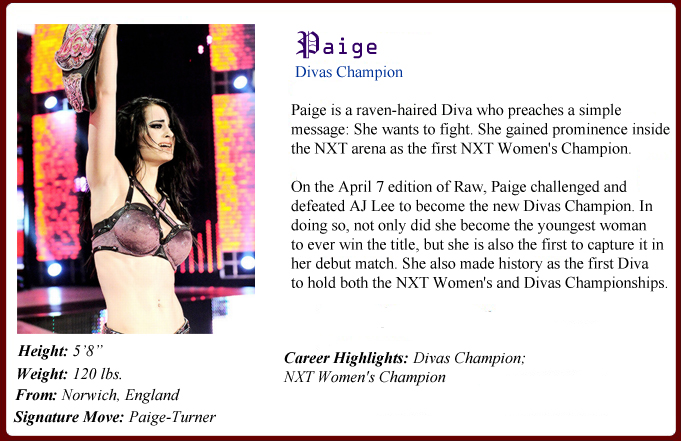 Paige
Divas Champion
Paige is a raven-haired Diva who preaches a simple
message: She wants to fight. She gained prominence inside
the NXT arena as the first NXT Women's Champion.
On the April 7 edition of Raw, Paige challenged and
defeated AJ Lee to become the new Divas Champion. In
doing so, not only did she become the youngest woman
to ever win the title, but she is also the first to capture it in
her debut match. She also made history as the first Diva
to hold both the NXT Women's and Divas Championships.
Height: 5’8”
Weight: 120 lbs.
From: Norwich, England
Signature Move: Paige-Turner
Career Highlights: Divas Champion;
NXT Women's Champion